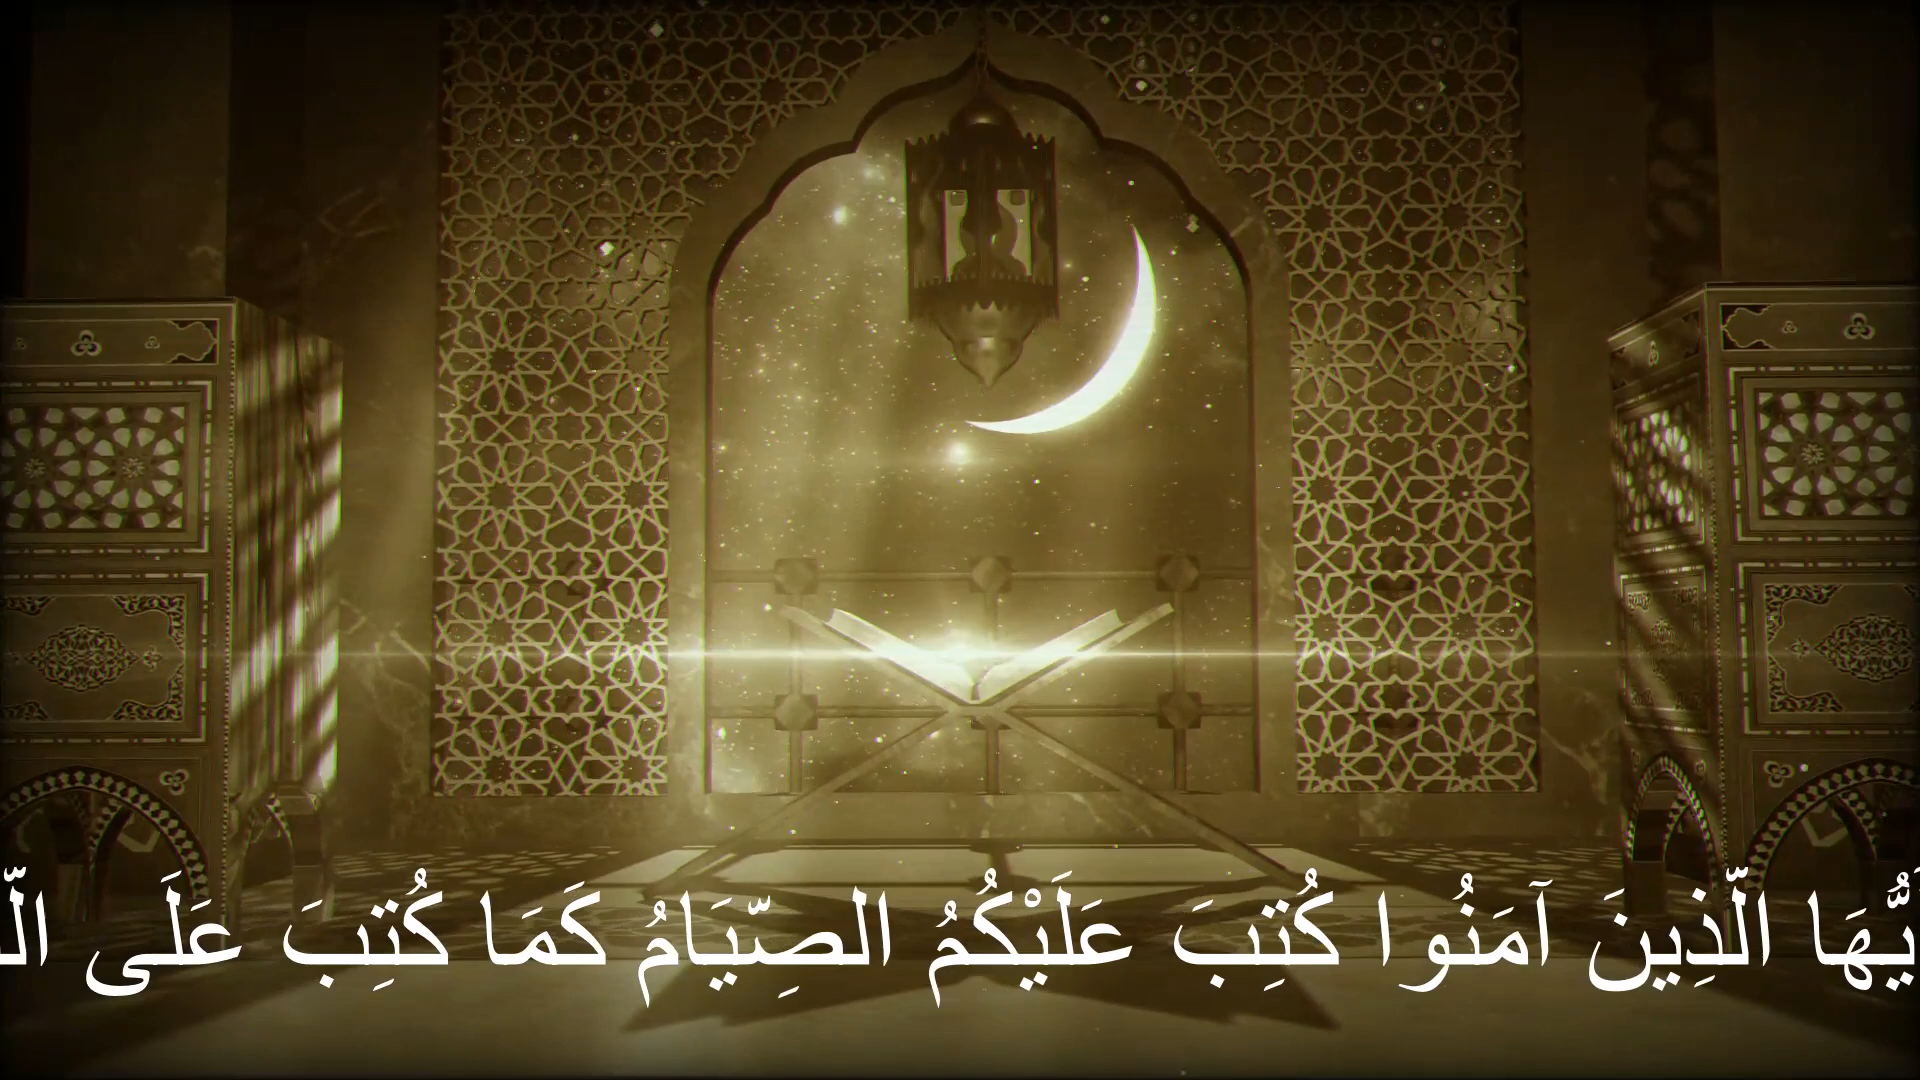 يُّهَا الَّذِينَ آمَنُوا كُتِبَ عَلَيْكُمُ الصِّيَامُ كَمَا كُتِبَ عَلَى